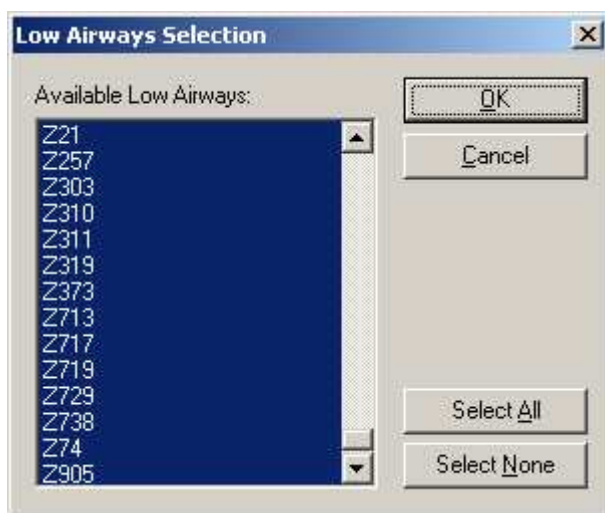 Low Airways Selection
Available Low Airways:
Z21
Z257
Z303
Z310
Z311
Z319
Z373
Z713
Z717
Z719
Z729
Z738
Z74
Z905
OK
Cancel
Select All
Select None